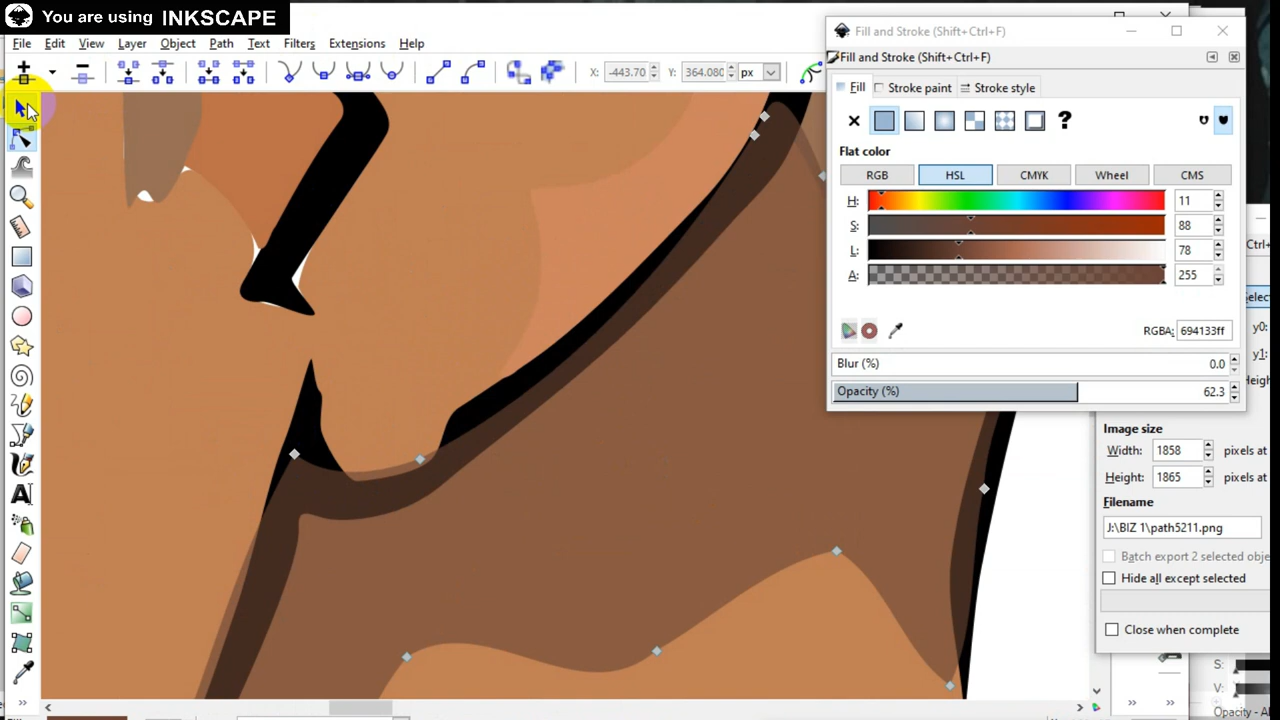 You are using INKSCAPE
File Edit View Layer Object Path Text Filters Extensions Help
X: -443.70 Y: 364.080 px
Fill and Stroke (Shift+Ctrl+F)
Fill and Stroke (Shift+Ctrl+F)
Fill Stroke paint Stroke style
?
Flat color
RGB HSL CMYK Wheel CMS
H: 11
S: 88
L: 78
A: 255
RGBA: 694133ff
Blur (%) 0.0
Opacity (%) 62.3
y0:
y1:
Image size
Width: 1858 pixels at
Height: 1865 pixels at
Filename
J:\BIZ 1\path5211.png
Batch export 2 selected obje
Hide all except selected
Close when complete
S:
V: